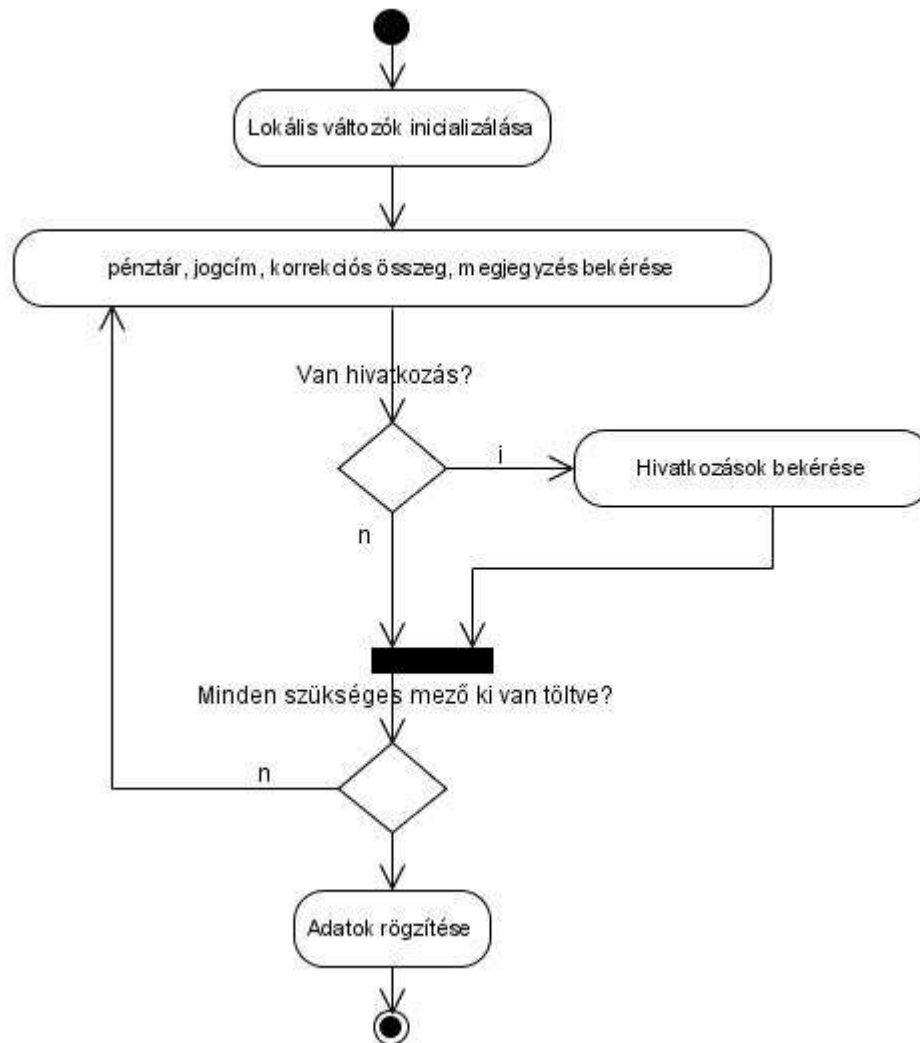 Lokális változók inicializálása
pénztár, jogcím, korrekciós összeg, megjegyzés bekérése
Van hivatkozás?
i
Hivatkozások bekérése
n
Minden szükséges mező ki van töltve?
n
Adatok rögzítése